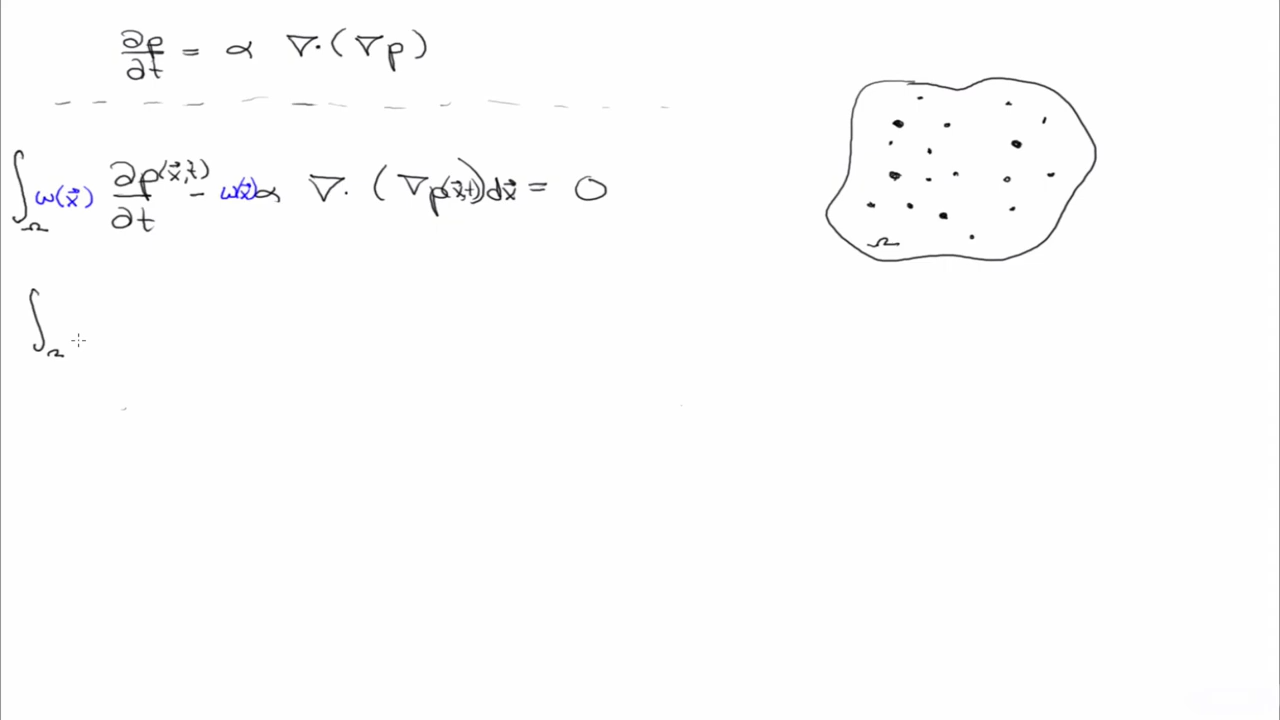 ∂p/∂t = α ∇·(∇p)
∫_Ω ω(x⃗) ∂p(x⃗,t)/∂t − ω(x⃗)α ∇·(∇p(x⃗,t))dx⃗ = 0
Ω
∫_Ω